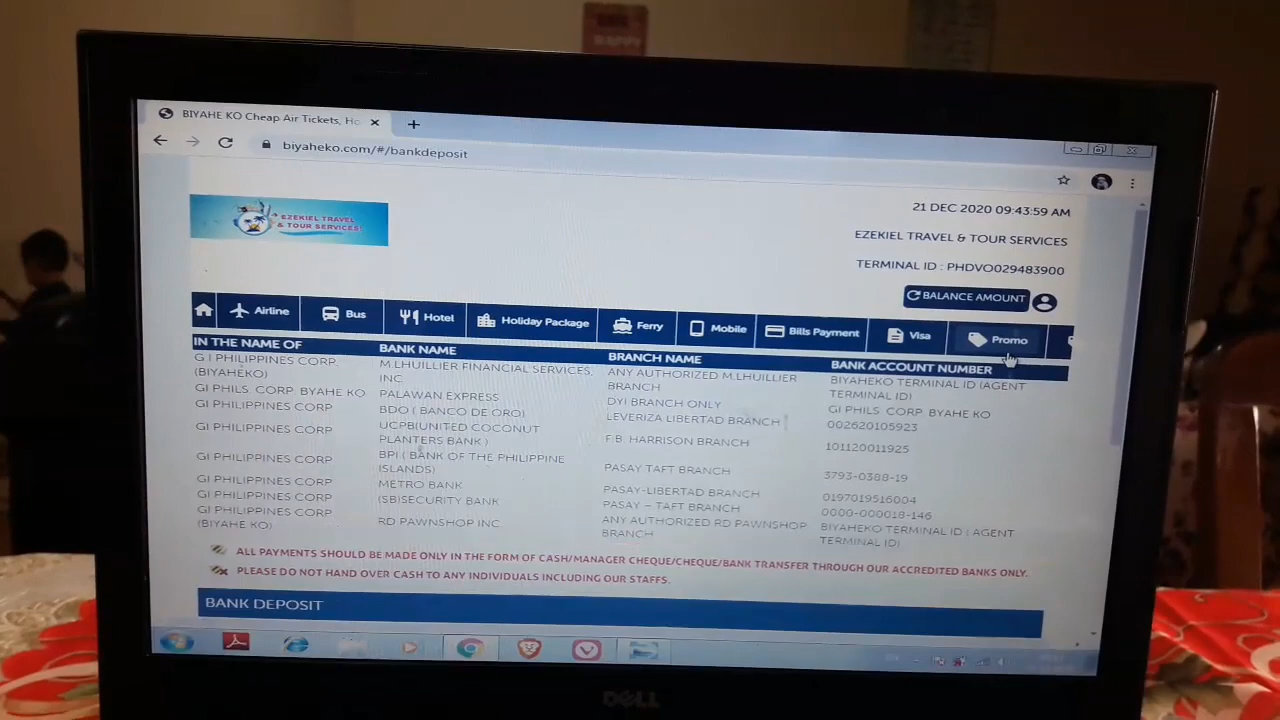 BIYAHE KO Cheap Air Tickets, Ho
biyaheko.com/#/bankdeposit
EZEKIEL TRAVEL
& TOUR SERVICES!
21 DEC 2020 09:43:59 AM
EZEKIEL TRAVEL & TOUR SERVICES
TERMINAL ID : PHDVO029483900
BALANCE AMOUNT
Airline Bus Hotel Holiday Package Ferry Mobile Bills Payment Visa Promo
IN THE NAME OF BANK NAME BRANCH NAME BANK ACCOUNT NUMBER
G I PHILIPPINES CORP. M.LHUILLIER FINANCIAL SERVICES, ANY AUTHORIZED M.LHUILLIER BIYAHEKO TERMINAL ID (AGENT
(BIYAHEKO) INC BRANCH TERMINAL ID)
GI PHILS CORP BYAHE KO PALAWAN EXPRESS DYI BRANCH ONLY GI PHILS CORP BYAHE KO
GI PHILIPPINES CORP BDO ( BANCO DE ORO) LEVERIZA LIBERTAD BRANCH 002620105923
GI PHILIPPINES CORP UCPB(UNITED COCONUT F.B. HARRISON BRANCH 101120011925
PLANTERS BANK )
GI PHILIPPINES CORP BPI ( BANK OF THE PHILIPPINE PASAY TAFT BRANCH 3793-0388-19
ISLANDS)
GI PHILIPPINES CORP METRO BANK PASAY-LIBERTAD BRANCH 0197019516004
GI PHILIPPINES CORP (SB)SECURITY BANK PASAY – TAFT BRANCH 0000-000018-146
GI PHILIPPINES CORP RD PAWNSHOP INC ANY AUTHORIZED RD PAWNSHOP BIYAHEKO TERMINAL ID ( AGENT
(BIYAHE KO) BRANCH TERMINAL ID)
ALL PAYMENTS SHOULD BE MADE ONLY IN THE FORM OF CASH/MANAGER CHEQUE/CHEQUE/BANK TRANSFER THROUGH OUR ACCREDITED BANKS ONLY.
PLEASE DO NOT HAND OVER CASH TO ANY INDIVIDUALS INCLUDING OUR STAFFS.
BANK DEPOSIT
DELL